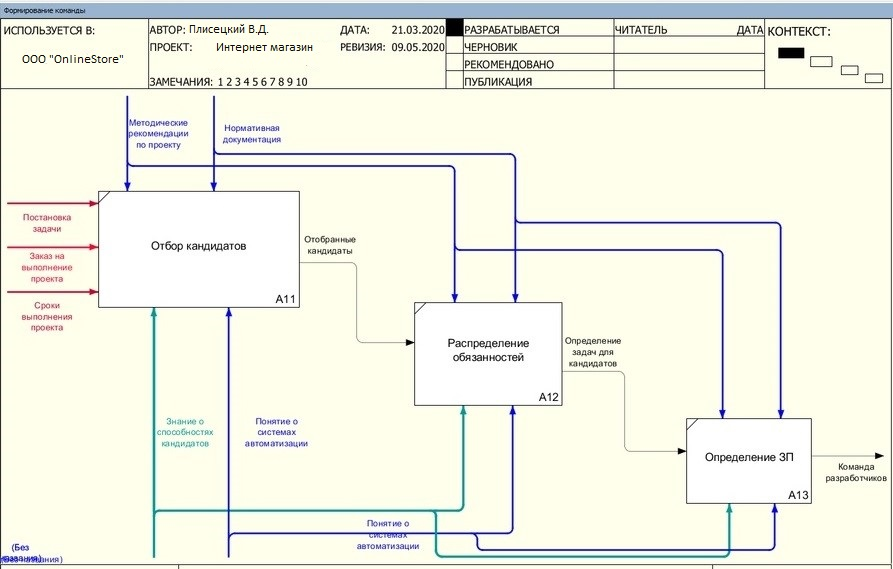 Формирование команды
ИСПОЛЬЗУЕТСЯ В:
ООО "OnlineStore"
АВТОР: Плисецкий В.Д.
ДАТА: 21.03.2020
ПРОЕКТ: Интернет магазин
РЕВИЗИЯ: 09.05.2020
ЗАМЕЧАНИЯ: 1 2 3 4 5 6 7 8 9 10
РАЗРАБАТЫВАЕТСЯ
ЧЕРНОВИК
РЕКОМЕНДОВАНО
ПУБЛИКАЦИЯ
ЧИТАТЕЛЬ
ДАТА
КОНТЕКСТ:
Методические
рекомендации
по проекту
Нормативная
документация
Постановка
задачи
Заказ на
выполнение
проекта
Сроки
выполнения
проекта
Отбор кандидатов
A11
Отобранные
кандидаты
Распределение
обязанностей
A12
Определение
задач для
кандидатов
Определение ЗП
A13
Команда
разработчиков
Знание о
способностях
кандидатов
Понятие о
системах
автоматизации
Понятие о
системах
автоматизации
(Без
названия)